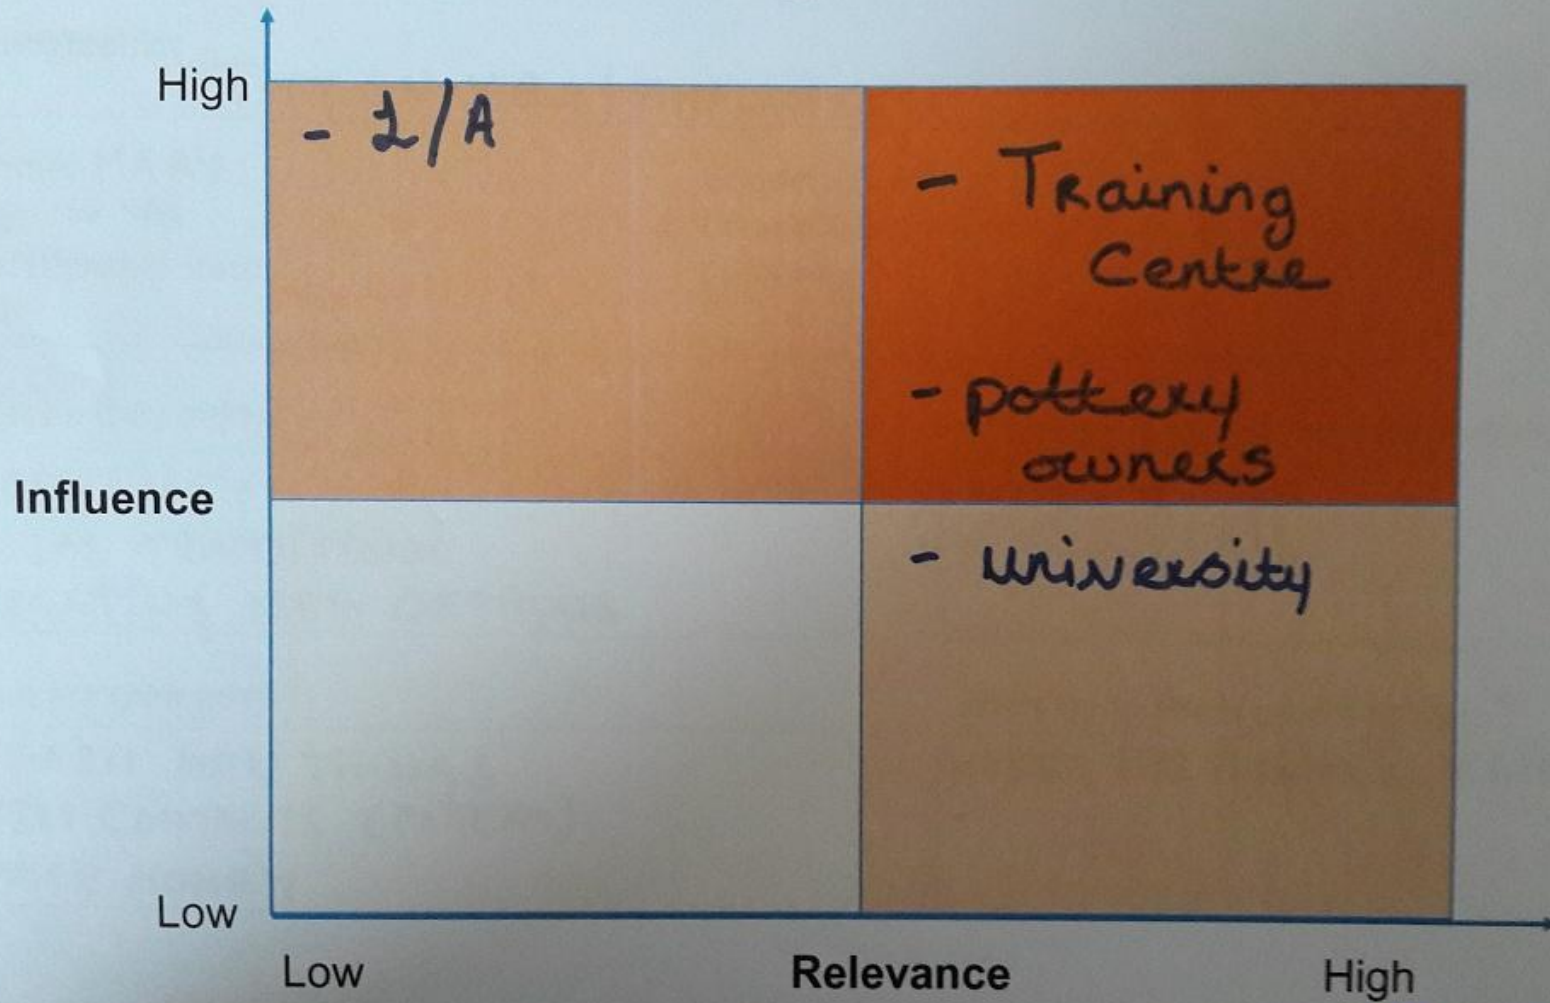 High
- 1/A
- Training
Centre
- pottery
owners
Influence
- university
Low
Low
Relevance
High